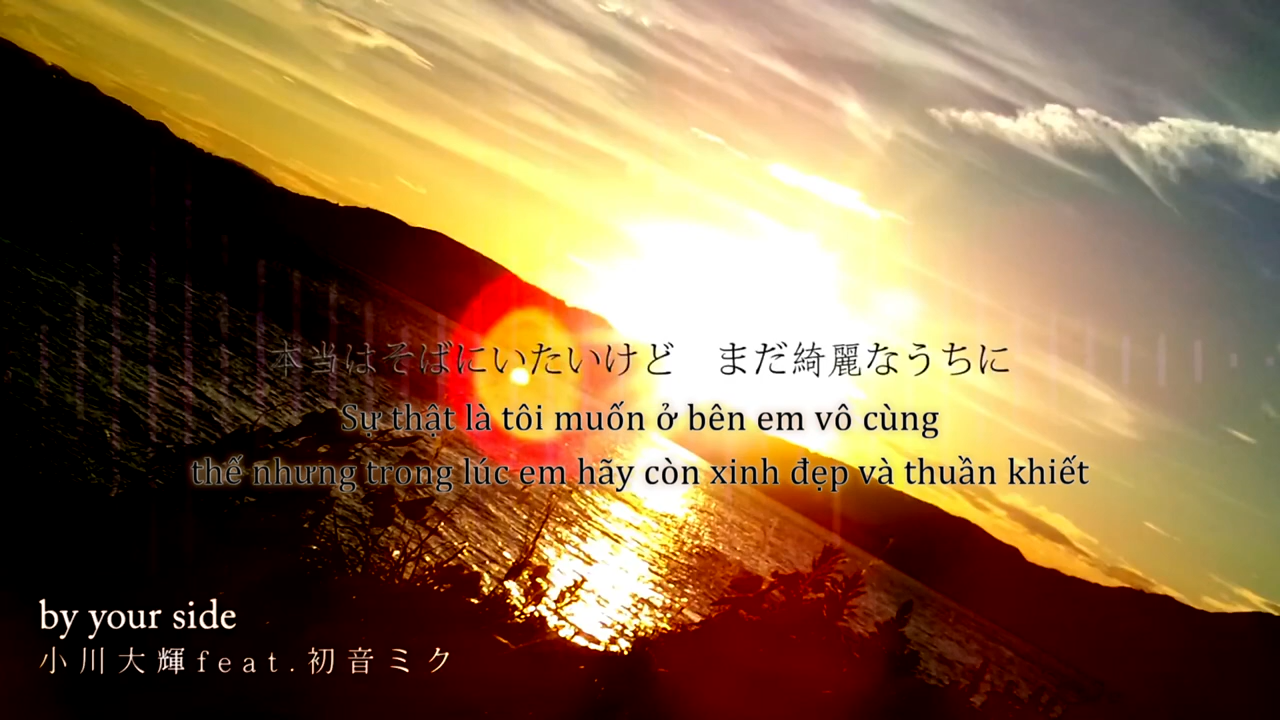 本当はそばにいたいけど　まだ綺麗なうちに
Sự thật là tôi muốn ở bên em vô cùng
thế nhưng trong lúc em hãy còn xinh đẹp và thuần khiết
by your side
小川大輝feat.初音ミク